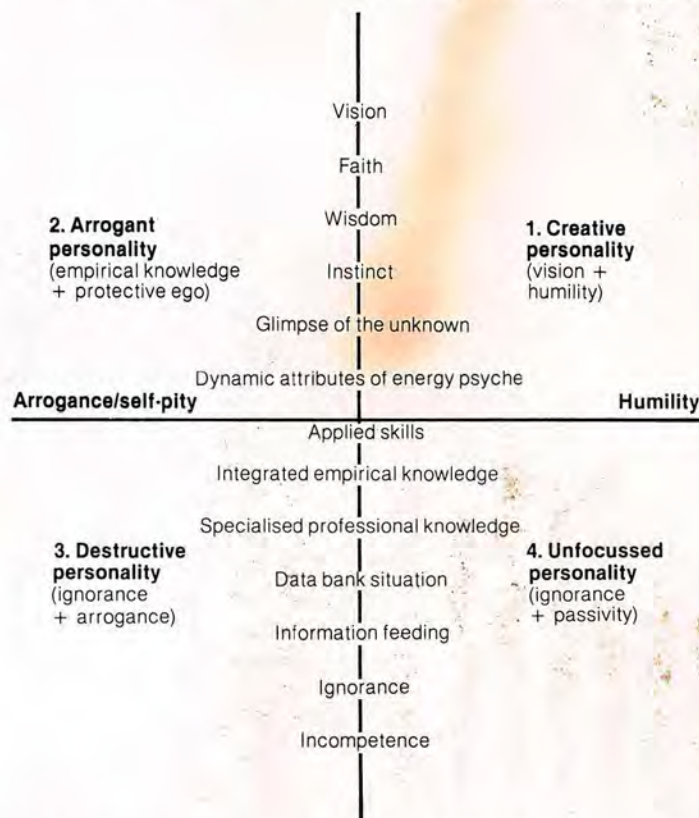 Vision
Faith
Wisdom
Instinct
Glimpse of the unknown
Dynamic attributes of energy psyche
2. Arrogant
personality
(empirical knowledge
+ protective ego)
1. Creative
personality
(vision +
humility)
Arrogance/self-pity
Humility
Applied skills
Integrated empirical knowledge
Specialised professional knowledge
Data bank situation
Information feeding
Ignorance
Incompetence
3. Destructive
personality
(ignorance
+ arrogance)
4. Unfocussed
personality
(ignorance
+ passivity)